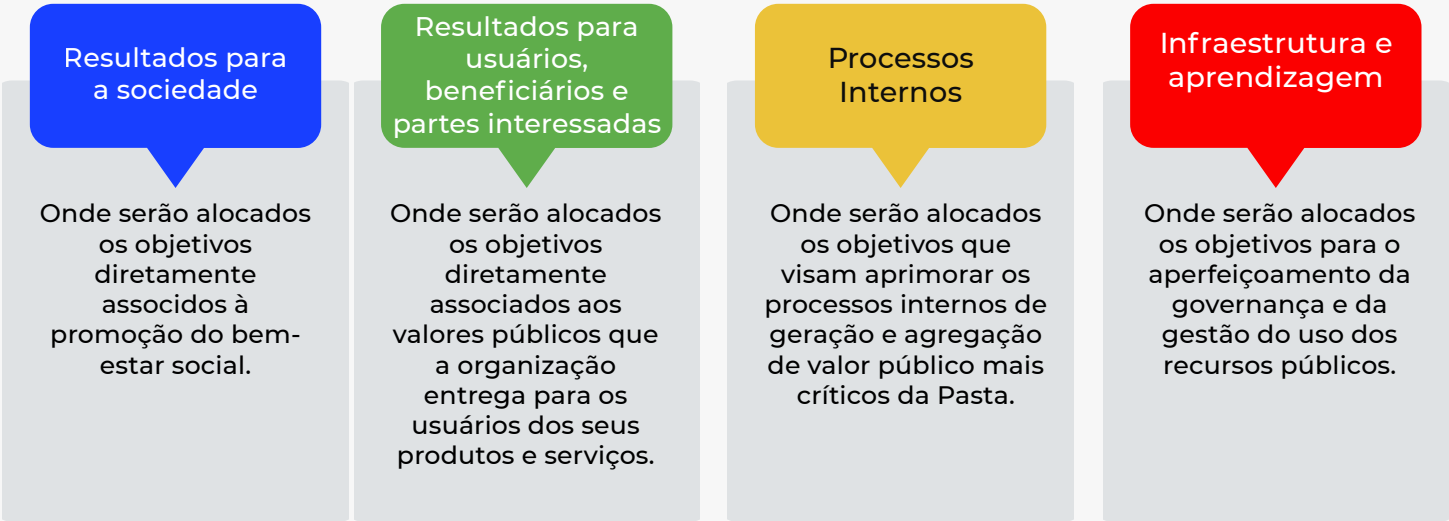 Resultados para
a sociedade
Onde serão alocados
os objetivos
diretamente
associdos à
promoção do bem-
estar social.
Resultados para
usuários,
beneficiários e
partes interessadas
Onde serão alocados
os objetivos
diretamente
associados aos
valores públicos que
a organização
entrega para os
usuários dos seus
produtos e serviços.
Processos
Internos
Onde serão alocados
os objetivos que
visam aprimorar os
processos internos de
geração e agregação
de valor público mais
críticos da Pasta.
Infraestrutura e
aprendizagem
Onde serão alocados
os objetivos para o
aperfeiçoamento da
governança e da
gestão do uso dos
recursos públicos.